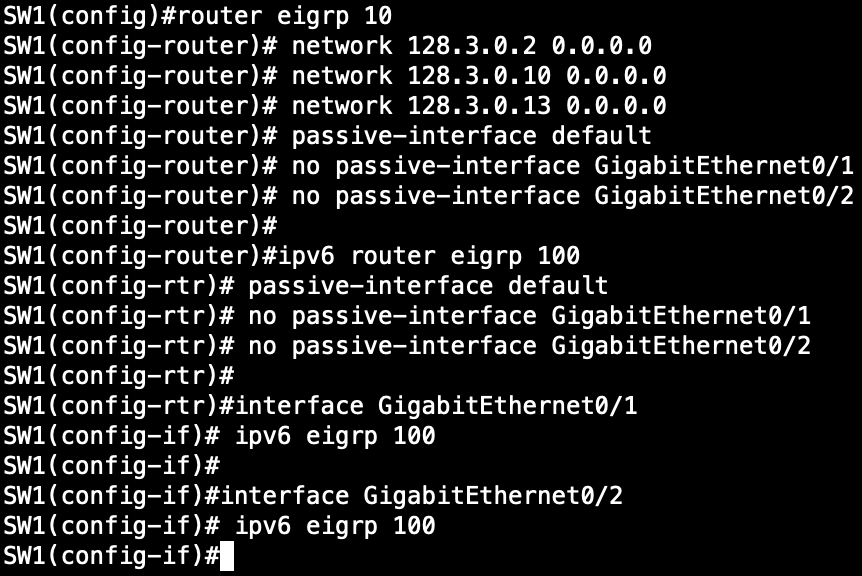 SW1(config)#router eigrp 10
SW1(config-router)# network 128.3.0.2 0.0.0.0
SW1(config-router)# network 128.3.0.10 0.0.0.0
SW1(config-router)# network 128.3.0.13 0.0.0.0
SW1(config-router)# passive-interface default
SW1(config-router)# no passive-interface GigabitEthernet0/1
SW1(config-router)# no passive-interface GigabitEthernet0/2
SW1(config-router)#
SW1(config-router)#ipv6 router eigrp 100
SW1(config-rtr)# passive-interface default
SW1(config-rtr)# no passive-interface GigabitEthernet0/1
SW1(config-rtr)# no passive-interface GigabitEthernet0/2
SW1(config-rtr)#
SW1(config-rtr)#interface GigabitEthernet0/1
SW1(config-if)# ipv6 eigrp 100
SW1(config-if)#
SW1(config-if)#interface GigabitEthernet0/2
SW1(config-if)# ipv6 eigrp 100
SW1(config-if)#